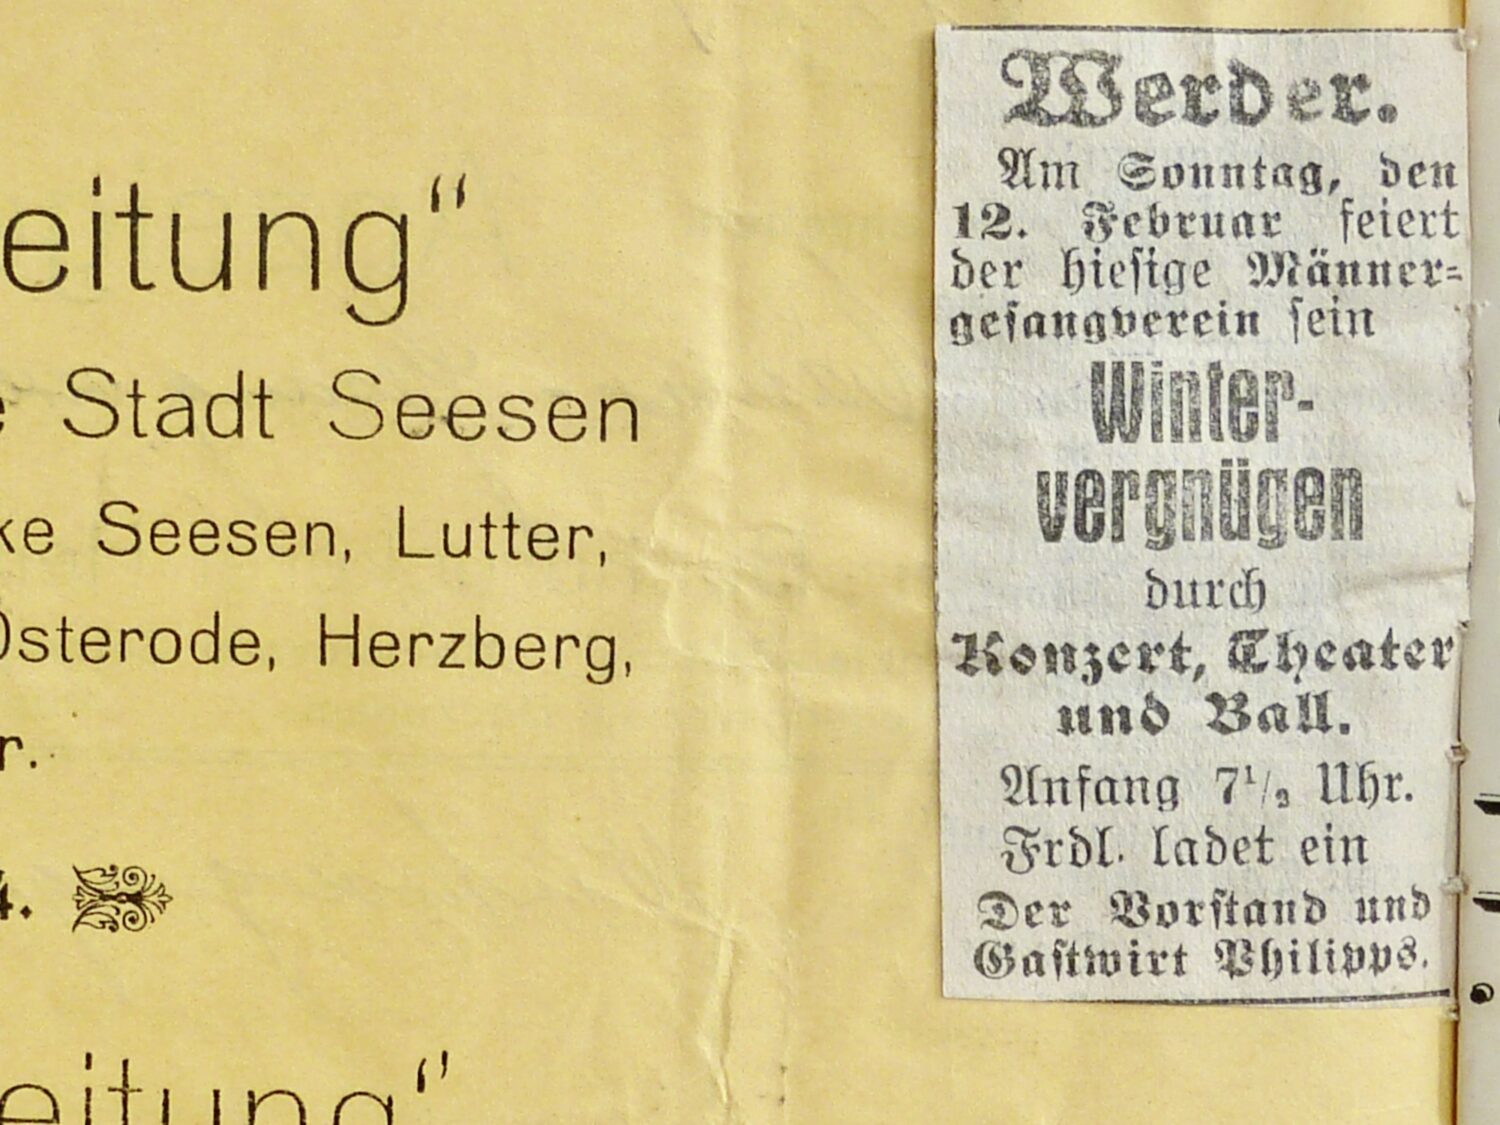 eitung“
e Stadt Seesen
ke Seesen, Lutter,
Osterode, Herzberg,
r.
4.
eitung“
Werder.
Am Sonntag, den
12. Februar feiert
der hiesige Männer=
gesangverein sein
Winter-
vergnügen
durch
Konzert, Theater
und Ball.
Anfang 7¹/₂ Uhr.
Frdl. ladet ein
Der Vorstand und
Gastwirt Philipps.